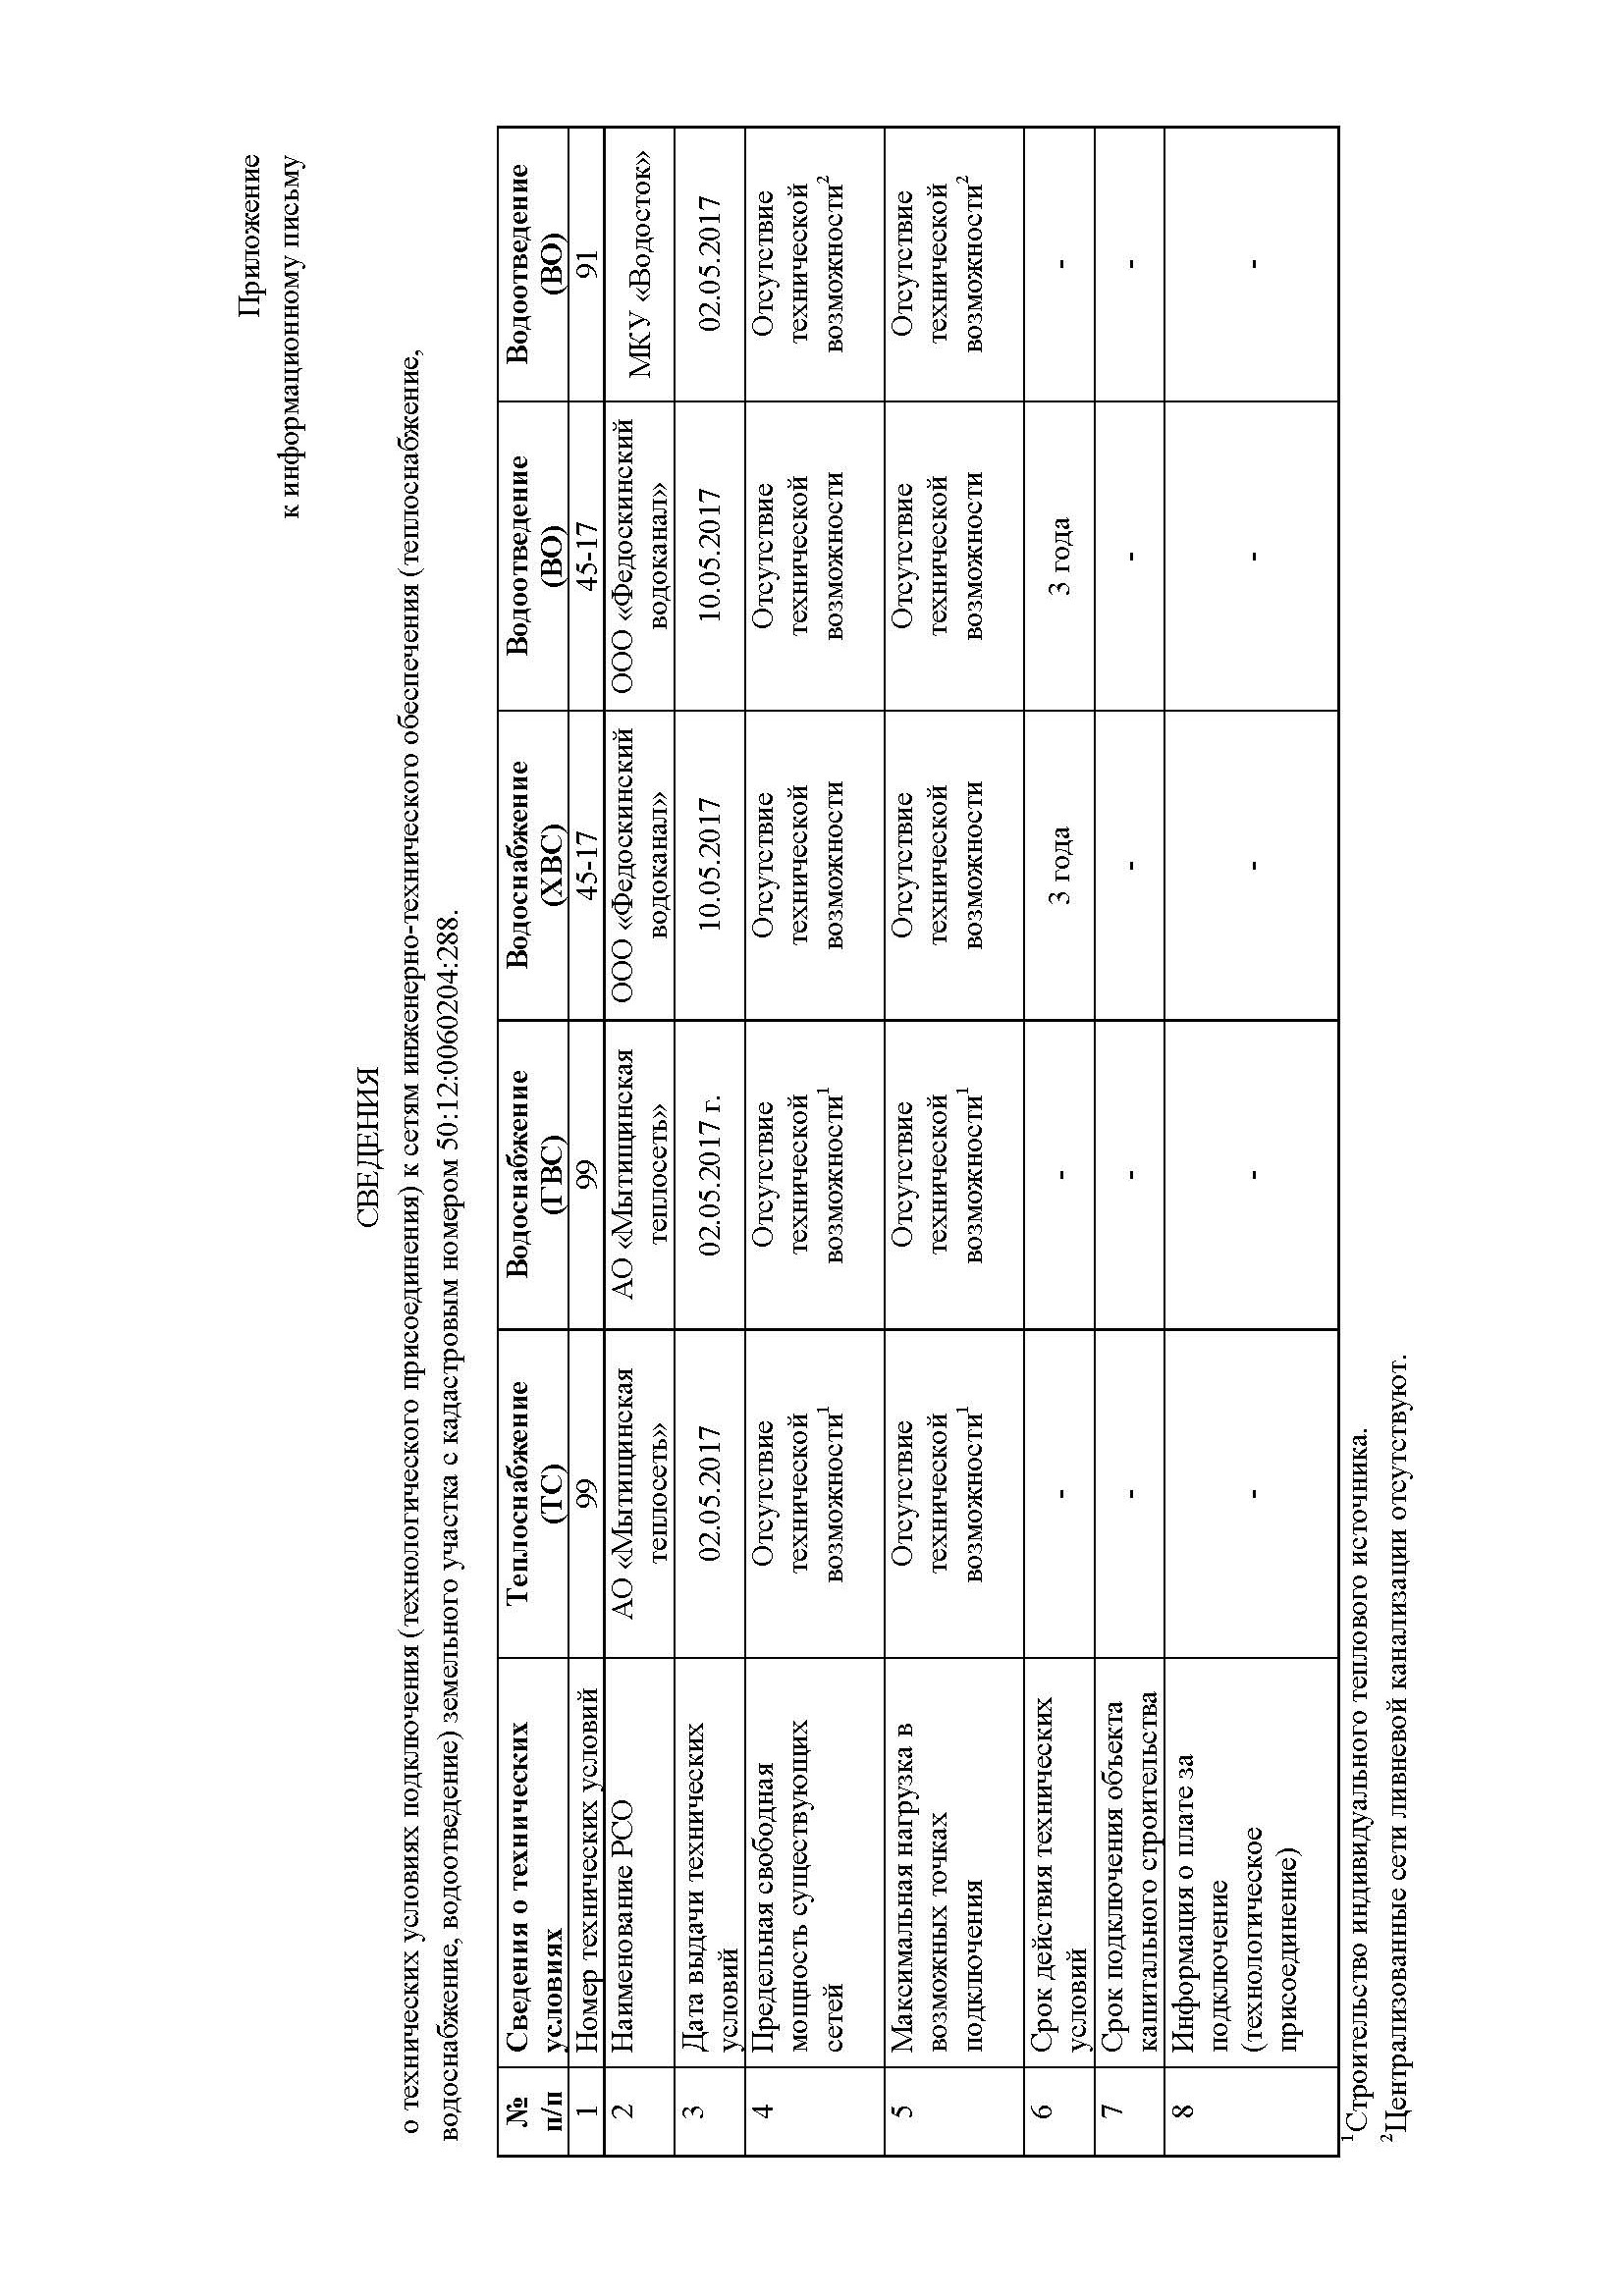 Приложение
к информационному письму
СВЕДЕНИЯ
о технических условиях подключения (технологического присоединения) к сетям инженерно-технического обеспечения (теплоснабжение,
водоснабжение, водоотведение) земельного участка с кадастровым номером 50:12:0060204:288.
№ Сведения о технических Теплоснабжение Водоснабжение Водоснабжение Водоотведение Водоотведение
п/п условиях (ТС) (ГВС) (ХВС) (ВО) (ВО)
1 Номер технических условий 99 99 45-17 45-17 91
2 Наименование РСО АО «Мытищинская АО «Мытищинская ООО «Федоскинский ООО «Федоскинский МКУ «Водосток»
теплосеть» теплосеть» водоканал» водоканал»
3 Дата выдачи технических 02.05.2017 02.05.2017 г. 10.05.2017 10.05.2017 02.05.2017
условий
4 Предельная свободная Отсутствие Отсутствие Отсутствие Отсутствие Отсутствие
мощность существующих технической технической технической технической технической
сетей возможности¹ возможности¹ возможности возможности возможности²
5 Максимальная нагрузка в Отсутствие Отсутствие Отсутствие Отсутствие Отсутствие
возможных точках технической технической технической технической технической
подключения возможности¹ возможности¹ возможности возможности возможности²
6 Срок действия технических - - 3 года 3 года -
условий
7 Срок подключения объекта - - - - -
капитального строительства
8 Информация о плате за
подключение
(технологическое - - - - -
присоединение)
¹Строительство индивидуального теплового источника.
²Централизованные сети ливневой канализации отсутствуют.